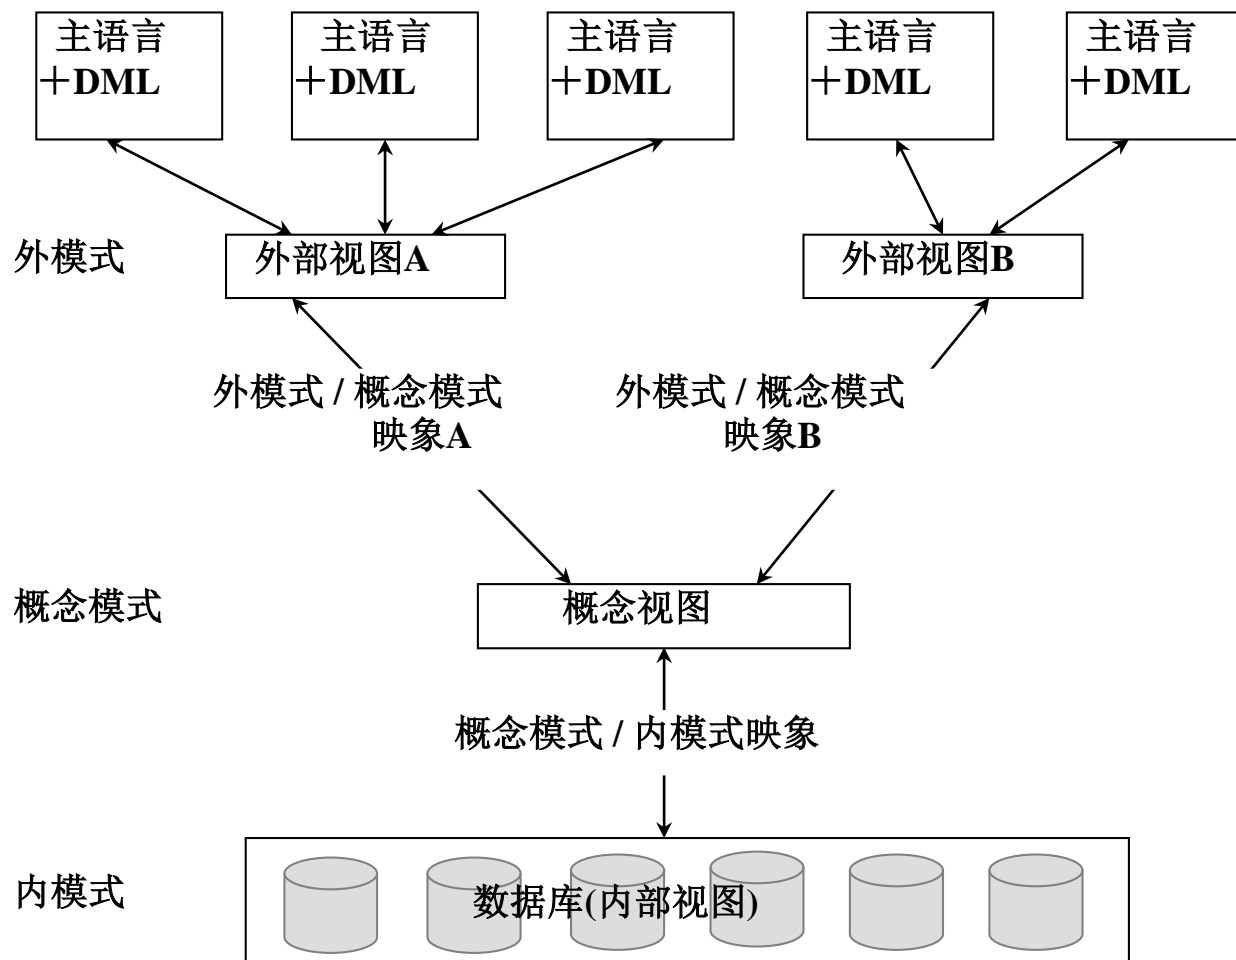 主语言
＋DML
主语言
＋DML
主语言
＋DML
主语言
＋DML
主语言
＋DML
外模式
外部视图A
外部视图B
外模式 / 概念模式
映象A
外模式 / 概念模式
映象B
概念模式
概念视图
概念模式 / 内模式映象
内模式
数据库(内部视图)